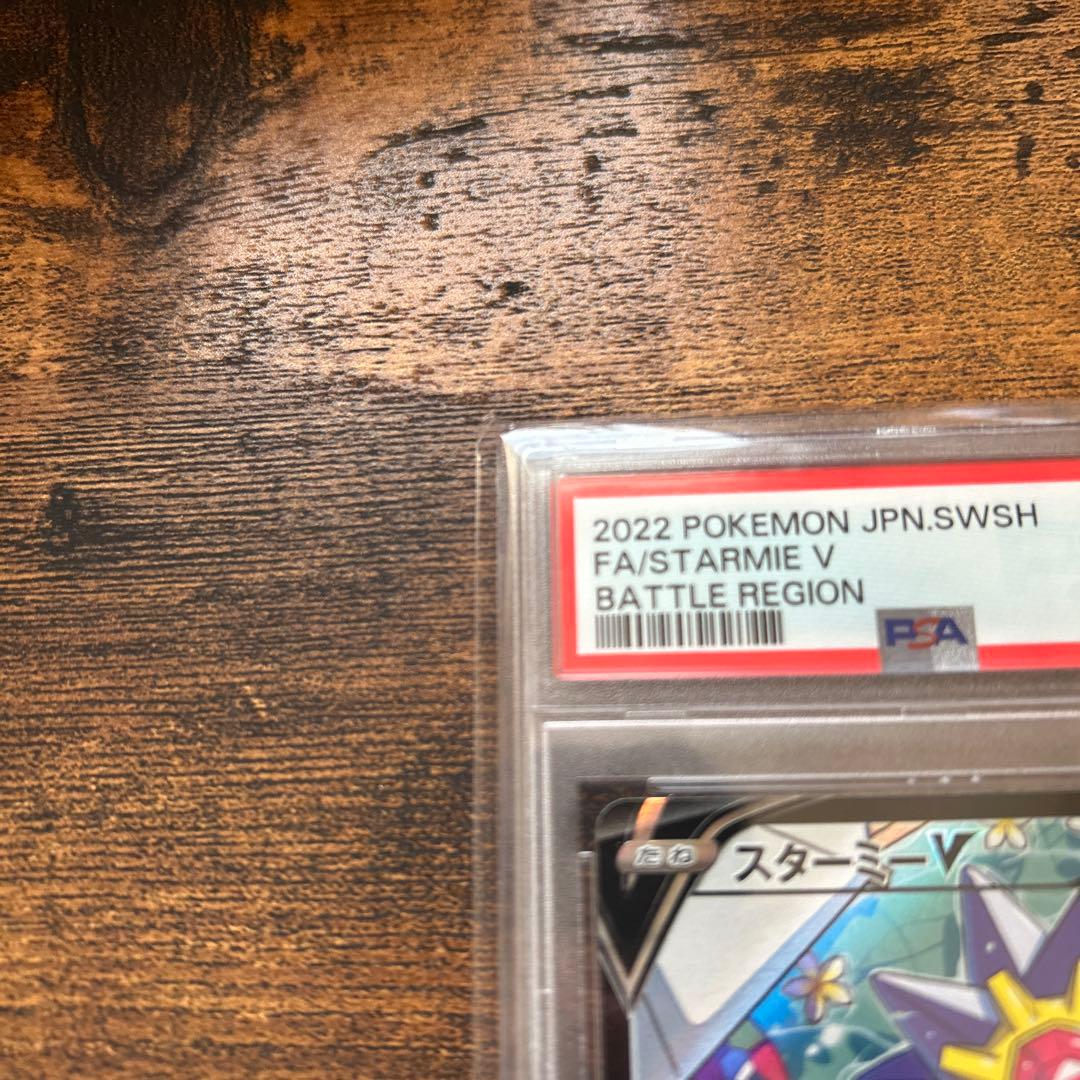 2022 POKEMON JPN.SWSH
FA/STARMIE V
BATTLE REGION
PSA
たね
スターミーV